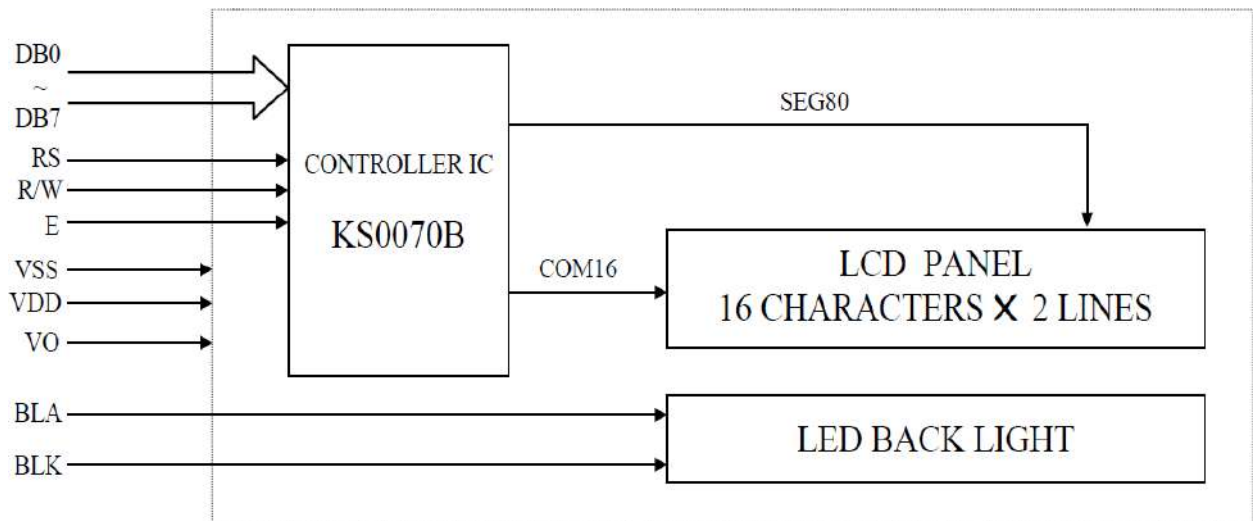 DB0
~
DB7
RS
R/W
E
VSS
VDD
VO
BLA
BLK
CONTROLLER IC
KS0070B
SEG80
COM16
LCD PANEL
16 CHARACTERS X 2 LINES
LED BACK LIGHT